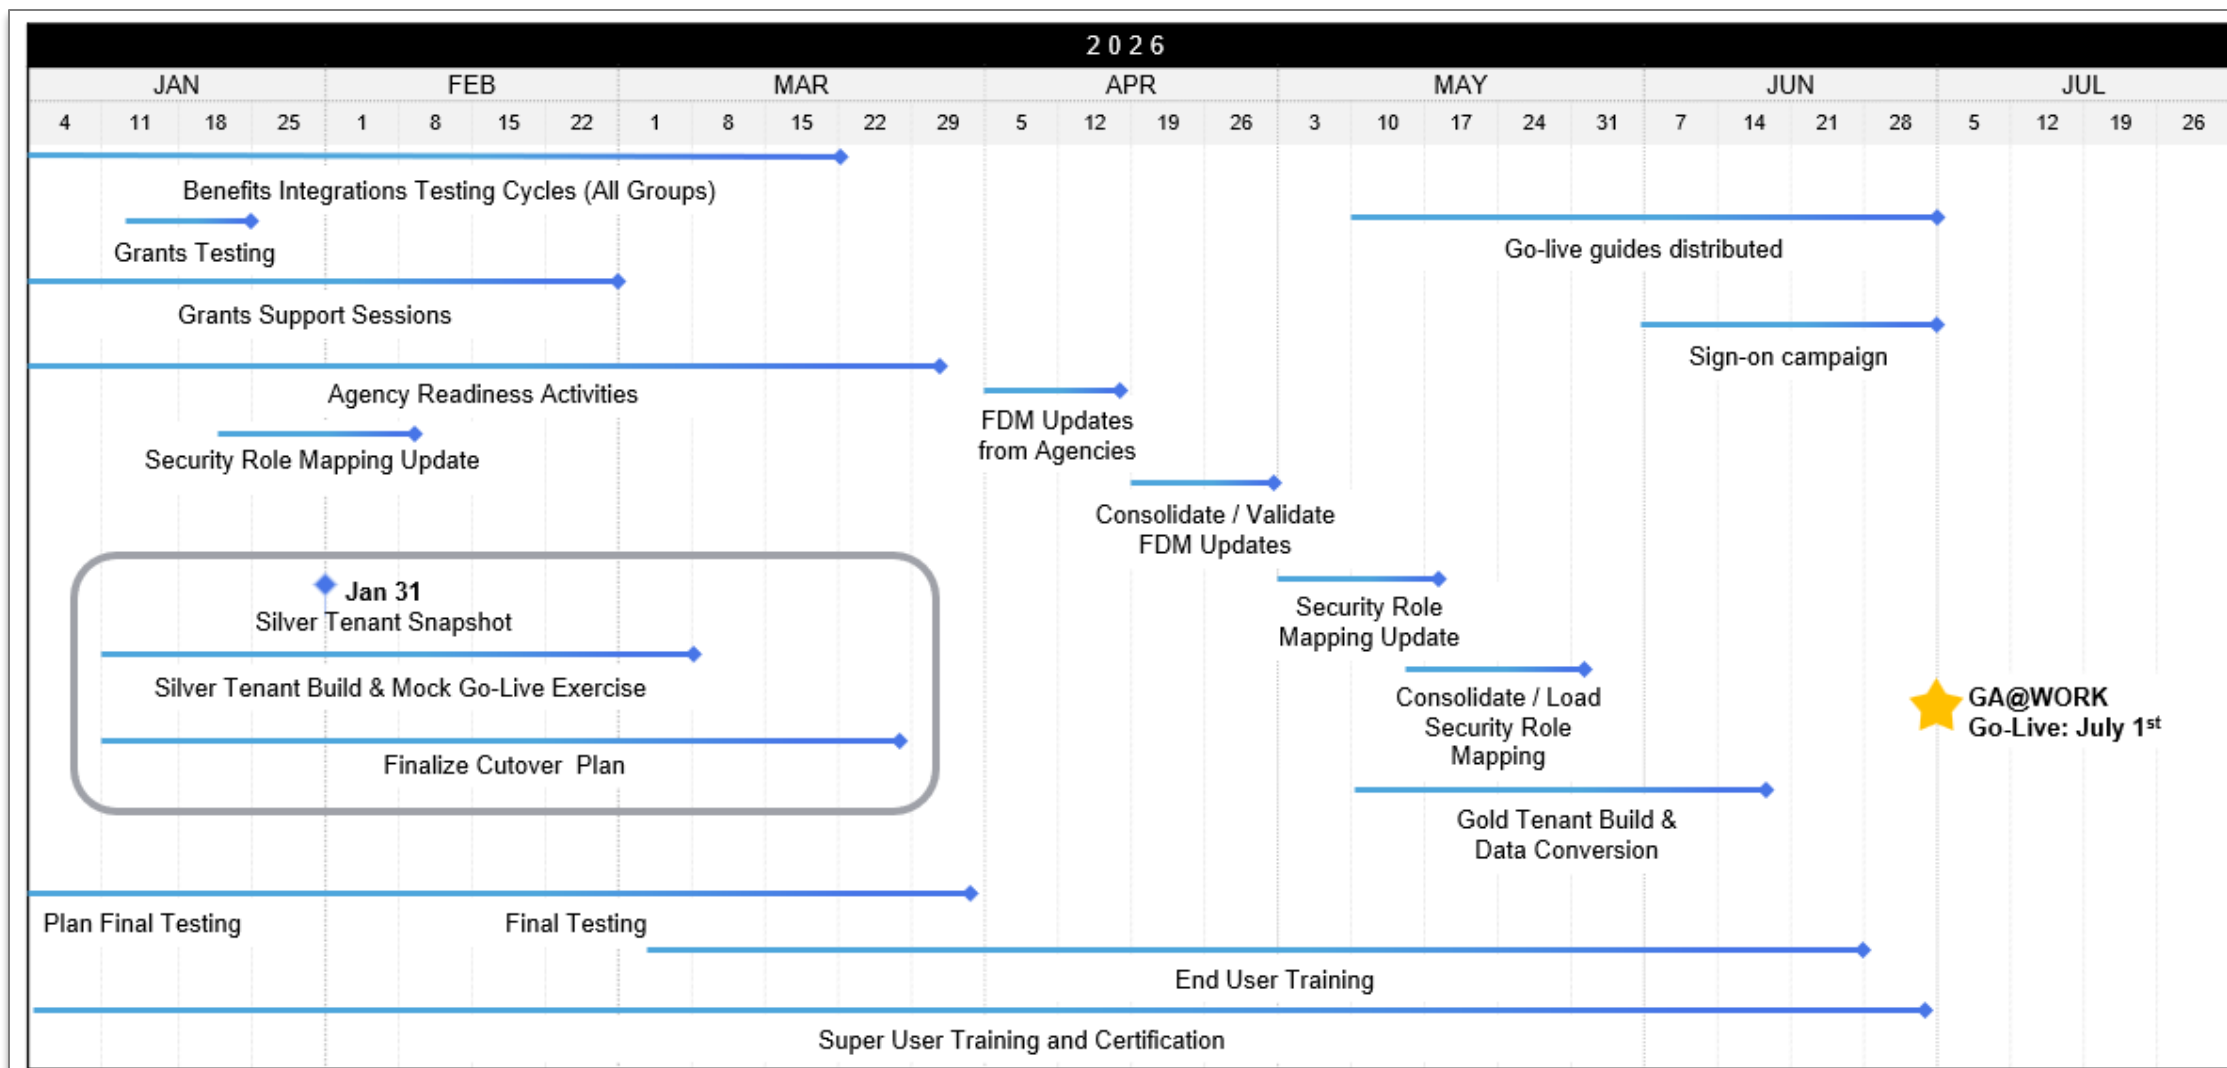 2026
JAN FEB MAR APR MAY JUN JUL
4 11 18 25 1 8 15 22 1 8 15 22 29 5 12 19 26 3 10 17 24 31 7 14 21 28 5 12 19 26
Benefits Integrations Testing Cycles (All Groups)
Grants Testing
Go-live guides distributed
Grants Support Sessions
Sign-on campaign
Agency Readiness Activities
FDM Updates
from Agencies
Security Role Mapping Update
Consolidate / Validate
FDM Updates
Jan 31
Silver Tenant Snapshot
Security Role
Mapping Update
Silver Tenant Build & Mock Go-Live Exercise
Consolidate / Load
Security Role
Mapping
GA@WORK
Go-Live: July 1st
Finalize Cutover Plan
Gold Tenant Build &
Data Conversion
Plan Final Testing
Final Testing
End User Training
Super User Training and Certification